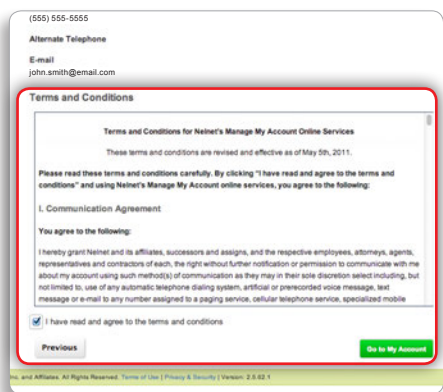 (555) 555-5555
Alternate Telephone
E-mail
john.smith@email.com
Terms and Conditions
Terms and Conditions for Nelnet's Manage My Account Online Services
These terms and conditions are revised and effective as of May 5th, 2011.
Please read these terms and conditions carefully. By clicking "I have read and agree to the terms and
conditions" and using Nelnet's Manage My Account online services, you agree to the following:
I. Communication Agreement
You agree to the following:
I hereby grant Nelnet and its affiliates, successors and assigns, and the respective employees, attorneys, agents,
representatives and contractors of each, the right without further notification or permission to communicate with me
about my account using such method(s) of communication as they may in their sole discretion select including, but
not limited to, use of any automatic telephone dialing system, artificial or prerecorded voice message, text
message or e-mail to any number assigned to a paging service, cellular telephone service, specialized mobile
I have read and agree to the terms and conditions
Previous
Go to My Account
Inc. and Affiliates. All Rights Reserved. Terms of Use | Privacy & Security | Version: 2.5.62.1